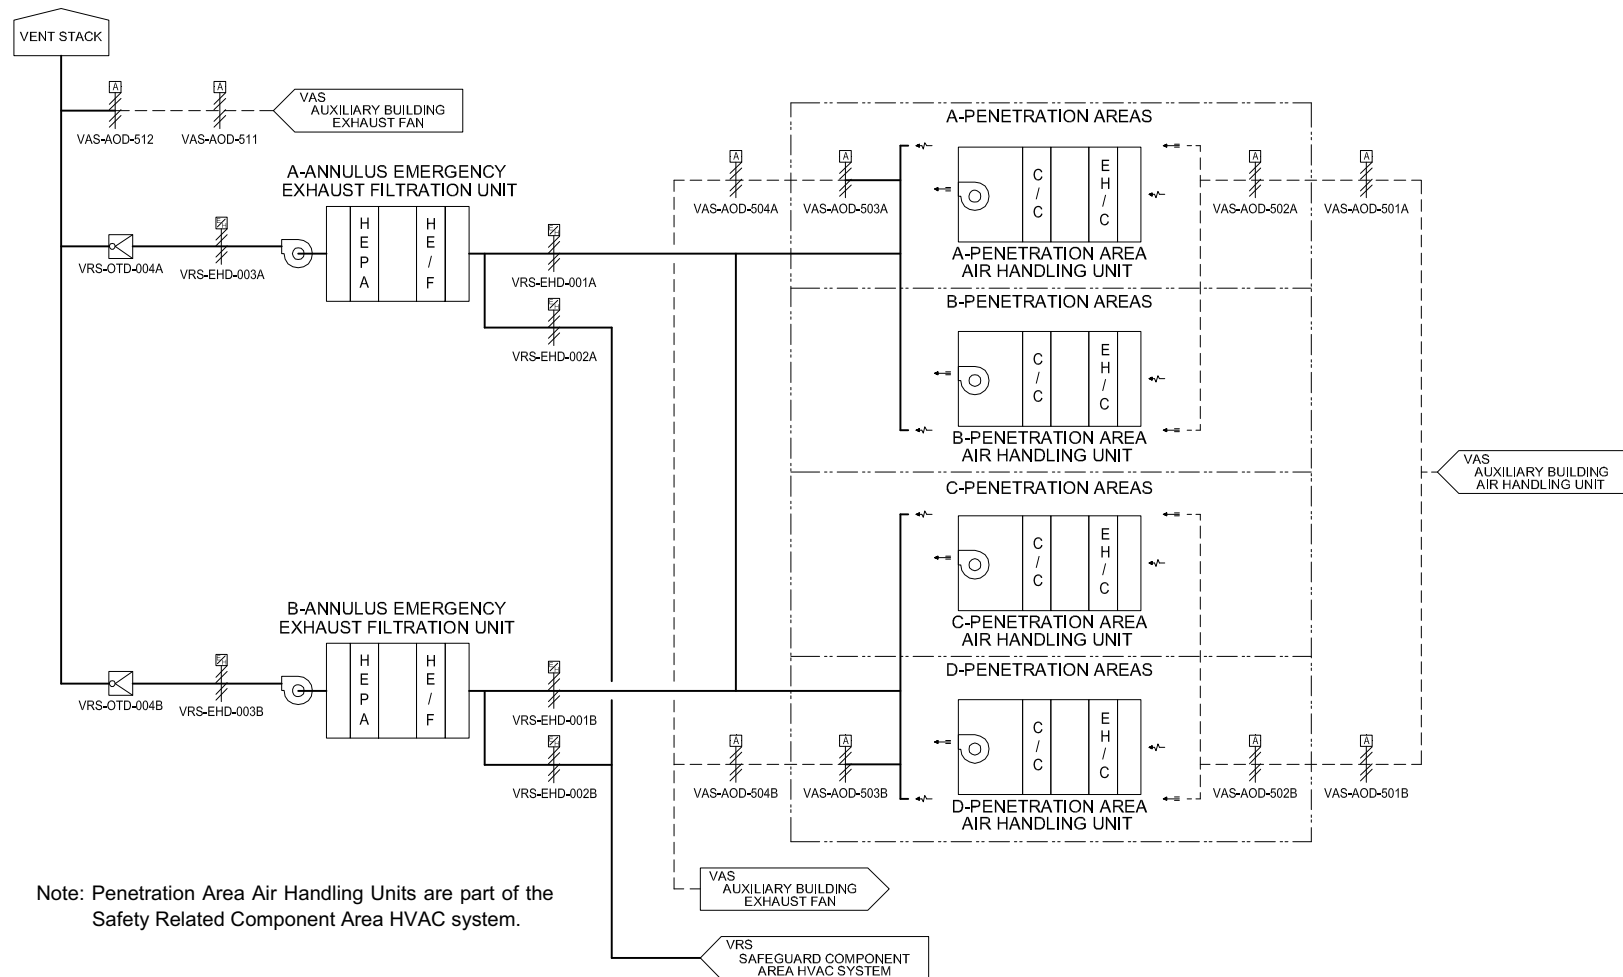 VENT STACK
A
A
VAS-AOD-512
VAS-AOD-511
VAS
AUXILIARY BUILDING
EXHAUST FAN
A-ANNULUS EMERGENCY
EXHAUST FILTRATION UNIT
HEPA
HE/F
VRS-OTD-004A
VRS-EHD-003A
VRS-EHD-001A
VRS-EHD-002A
A
A
VAS-AOD-504A
VAS-AOD-503A
A-PENETRATION AREAS
C/C
EH/C
A-PENETRATION AREA
AIR HANDLING UNIT
A
A
VAS-AOD-502A
VAS-AOD-501A
B-PENETRATION AREAS
C/C
EH/C
B-PENETRATION AREA
AIR HANDLING UNIT
VAS
AUXILIARY BUILDING
AIR HANDLING UNIT
C-PENETRATION AREAS
C/C
EH/C
C-PENETRATION AREA
AIR HANDLING UNIT
B-ANNULUS EMERGENCY
EXHAUST FILTRATION UNIT
HEPA
HE/F
VRS-OTD-004B
VRS-EHD-003B
VRS-EHD-001B
VRS-EHD-002B
A
A
VAS-AOD-504B
VAS-AOD-503B
D-PENETRATION AREAS
C/C
EH/C
D-PENETRATION AREA
AIR HANDLING UNIT
A
A
VAS-AOD-502B
VAS-AOD-501B
VAS
AUXILIARY BUILDING
EXHAUST FAN
Note: Penetration Area Air Handling Units are part of the
Safety Related Component Area HVAC system.
VRS
SAFEGUARD COMPONENT
AREA HVAC SYSTEM